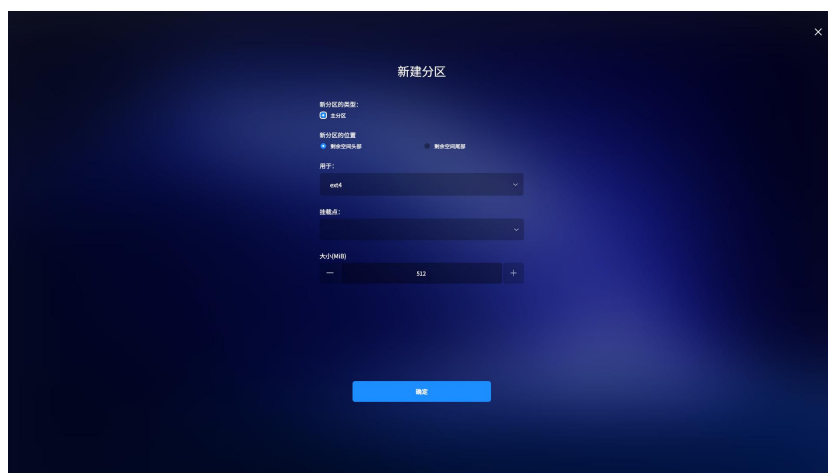 新建分区
新分区的类型：
主分区
新分区的位置
剩余空间头部 剩余空间尾部
用于：
ext4
挂载点：
大小(MiB)
— 512 +
确定